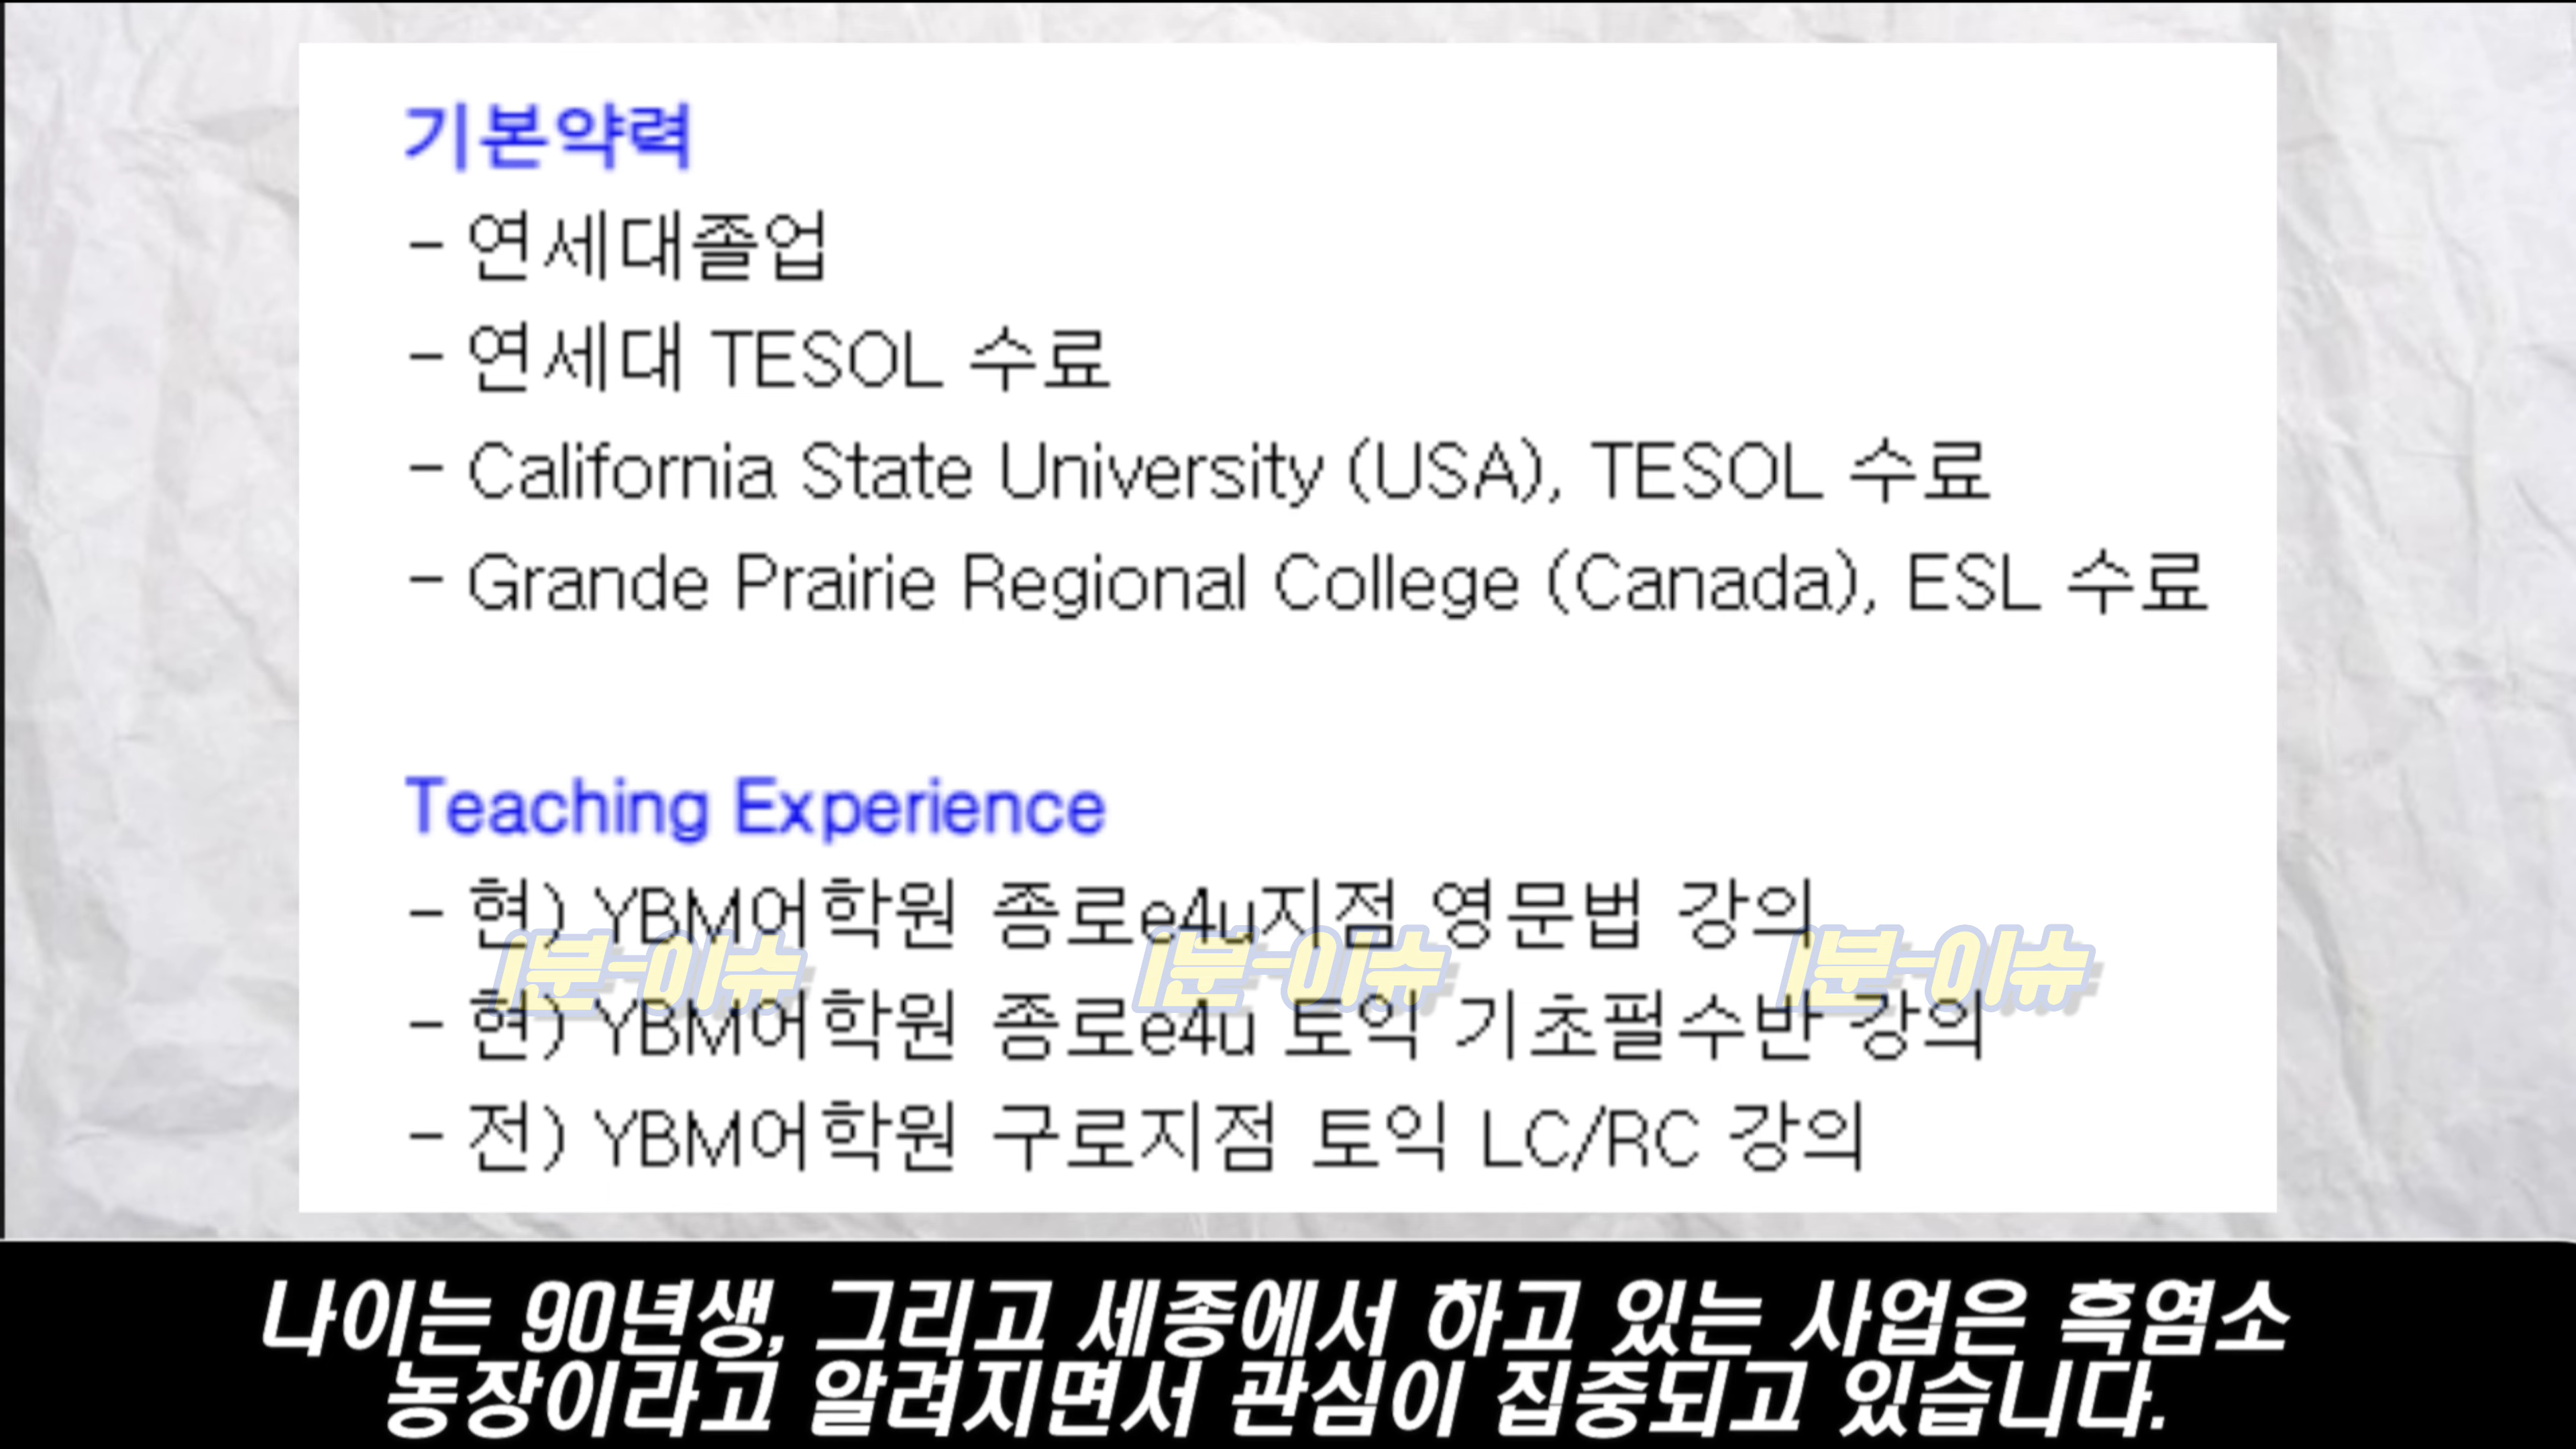 기본약력
- 연세대졸업
- 연세대 TESOL 수료
- California State University (USA), TESOL 수료
- Grande Prairie Regional College (Canada), ESL 수료
Teaching Experience
- 현) YBM어학원 종로e4u지점 영문법 강의
1분-이슈 1분-이슈 1분-이슈
- 현) YBM어학원 종로e4u 토익 기초필수반 강의
- 전) YBM어학원 구로지점 토익 LC/RC 강의
나이는 90년생, 그리고 세종에서 하고 있는 사업은 흑염소
농장이라고 알려지면서 관심이 집중되고 있습니다.